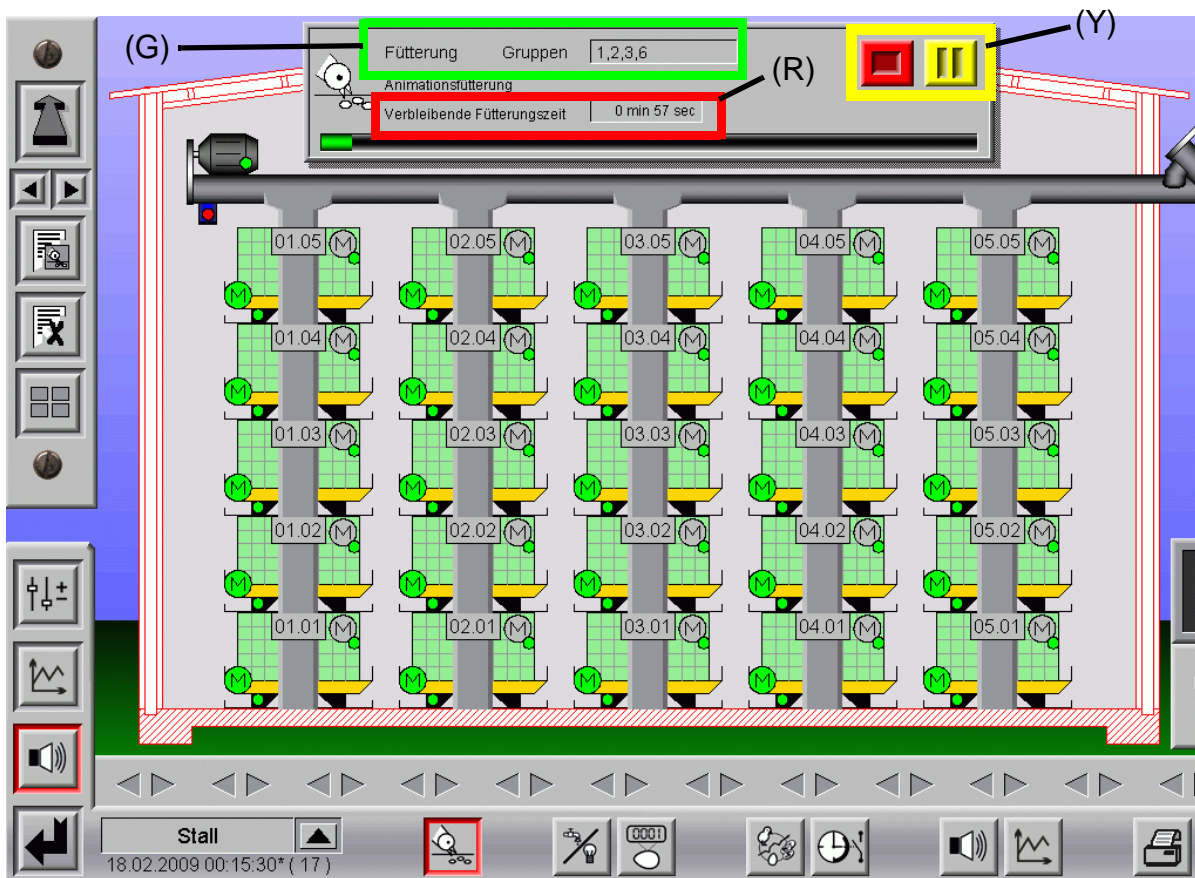 (G)
(Y)
Fütterung Gruppen 1,2,3,6
(R)
Animationsfütterung
Verbleibende Fütterungszeit 0 min 57 sec
01.05 M 02.05 M 03.05 M 04.05 M 05.05 M
M M M M M
01.04 M 02.04 M 03.04 M 04.04 M 05.04 M
M M M M M
01.03 M 02.03 M 03.03 M 04.03 M 05.03 M
M M M M M
01.02 M 02.02 M 03.02 M 04.02 M 05.02 M
M M M M M
01.01 M 02.01 M 03.01 M 04.01 M 05.01 M
M M M M M
Stall
0001
18.02.2009 00:15:30* ( 17 )